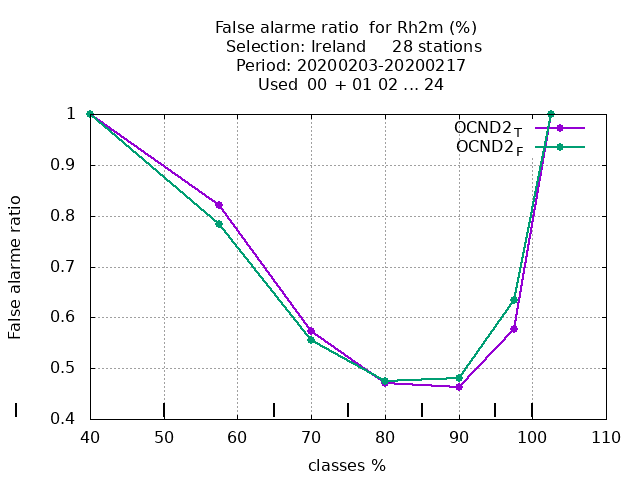 False alarme ratio  for Rh2m (%)
Selection: Ireland     28 stations
Period: 20200203-20200217
Used  00  + 01 02 ... 24
OCND2T
OCND2F
False alarme ratio
1
0.9
0.8
0.7
0.6
0.5
0.4
40 50 60 70 80 90 100 110
classes %